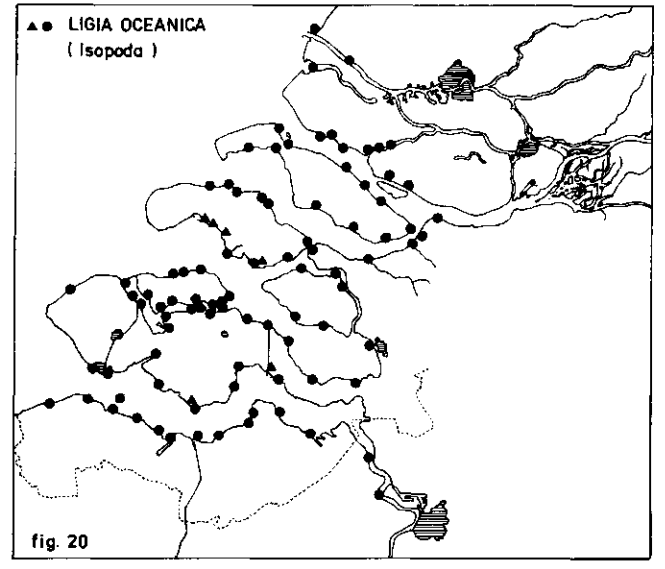 ▲ ● LIGIA OCEANICA
( Isopoda )
fig. 20